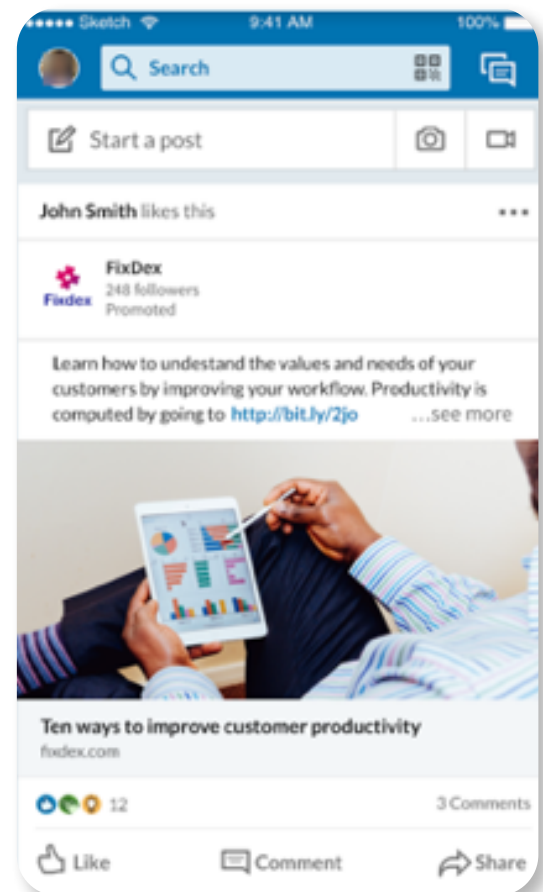 Sketch 9:41 AM 100%
Search
Start a post
John Smith likes this
FixDex
Fixdex
248 followers
Promoted
Learn how to undestand the values and needs of your
customers by improving your workflow. Productivity is
computed by going to http://bit.ly/2jo ...see more
Ten ways to improve customer productivity
fixdex.com
12 3 Comments
Like Comment Share